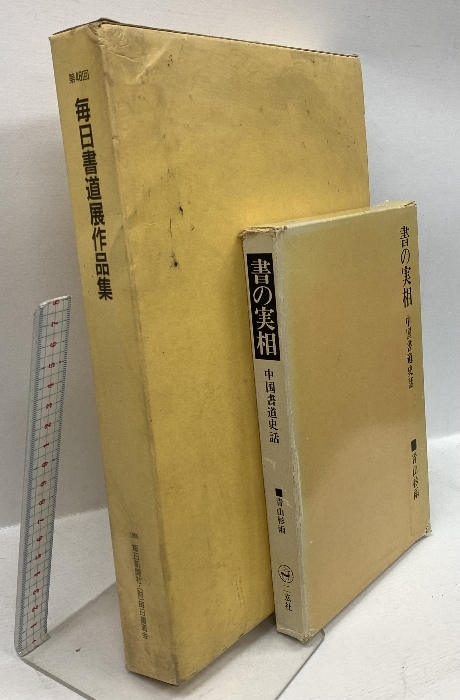 第48回
毎日書道展作品集
毎日新聞社・(財)毎日書道会
書の実相
中国書道史話
■青山杉雨
二玄社
書の実相
中国書道史話
■青山杉雨